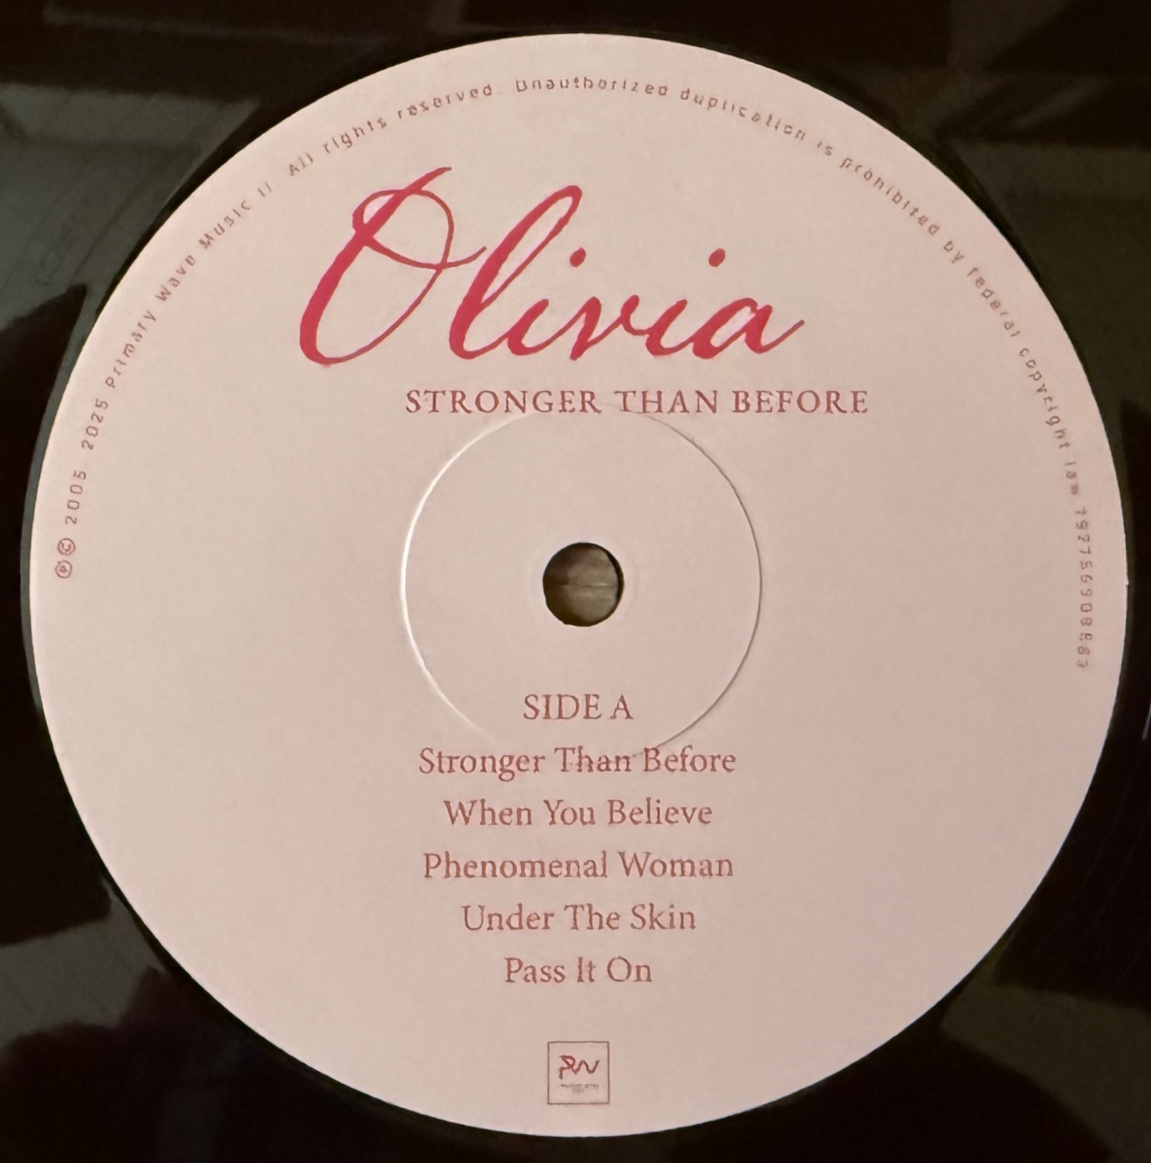 ℗© 2005, 2025 Primary Wave Music // All rights reserved. Unauthorized duplication is prohibited by federal copyright law
Olivia
STRONGER THAN BEFORE
SIDE A
Stronger Than Before
When You Believe
Phenomenal Woman
Under The Skin
Pass It On
PW